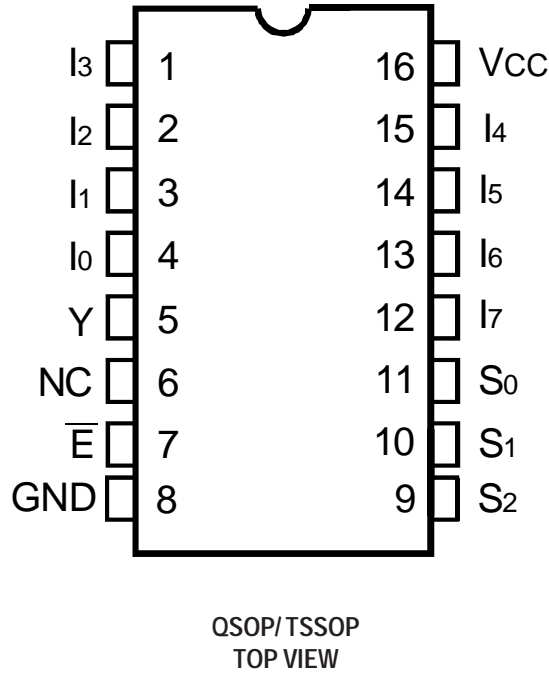 I3 1 16 VCC
I2 2 15 I4
I1 3 14 I5
I0 4 13 I6
Y 5 12 I7
NC 6 11 S0
E̅ 7 10 S1
GND 8 9 S2
QSOP/TSSOP
TOP VIEW